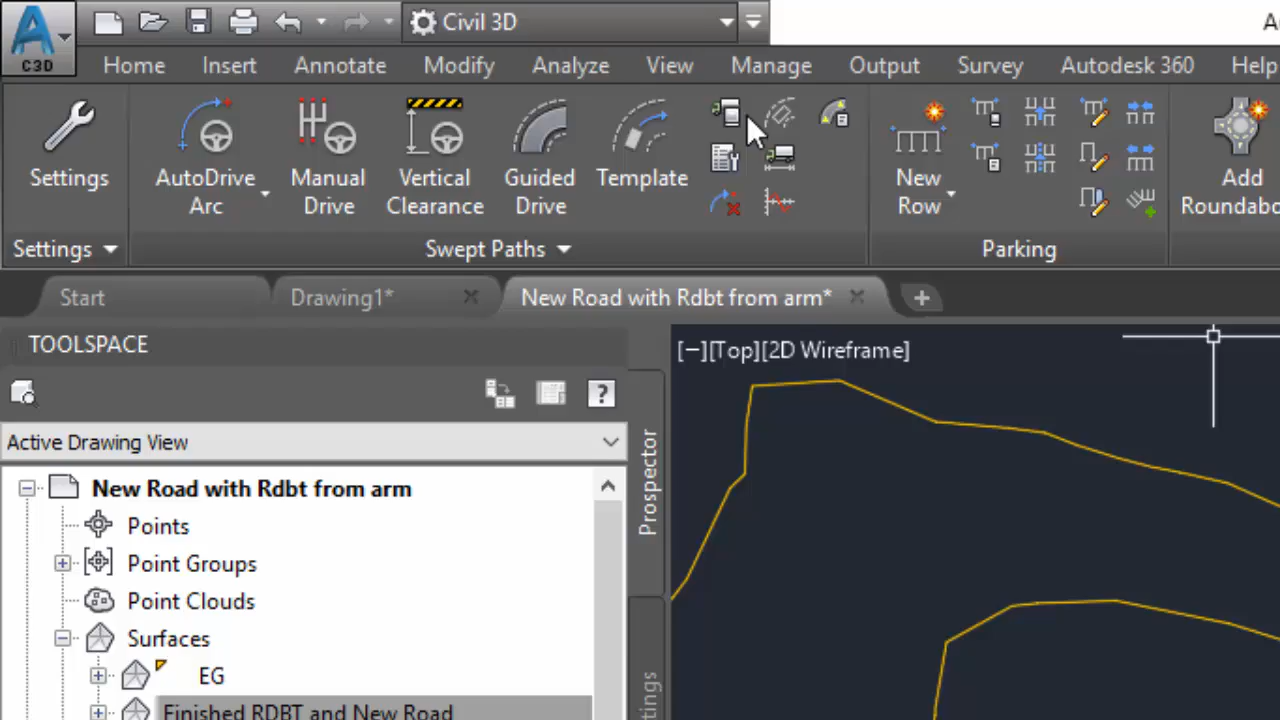 Civil 3D
A
C3D
Home Insert Annotate Modify Analyze View Manage Output Survey Autodesk 360 Help
Settings
AutoDrive Arc
Manual Drive
Vertical Clearance
Guided Drive
Template
New Row
Add Roundabo
Settings
Swept Paths
Parking
Start
Drawing1*
New Road with Rdbt from arm*
TOOLSPACE
[−][Top][2D Wireframe]
Active Drawing View
Prospector
New Road with Rdbt from arm
Points
Point Groups
Point Clouds
Surfaces
EG
Finished RDBT and New Road
tings